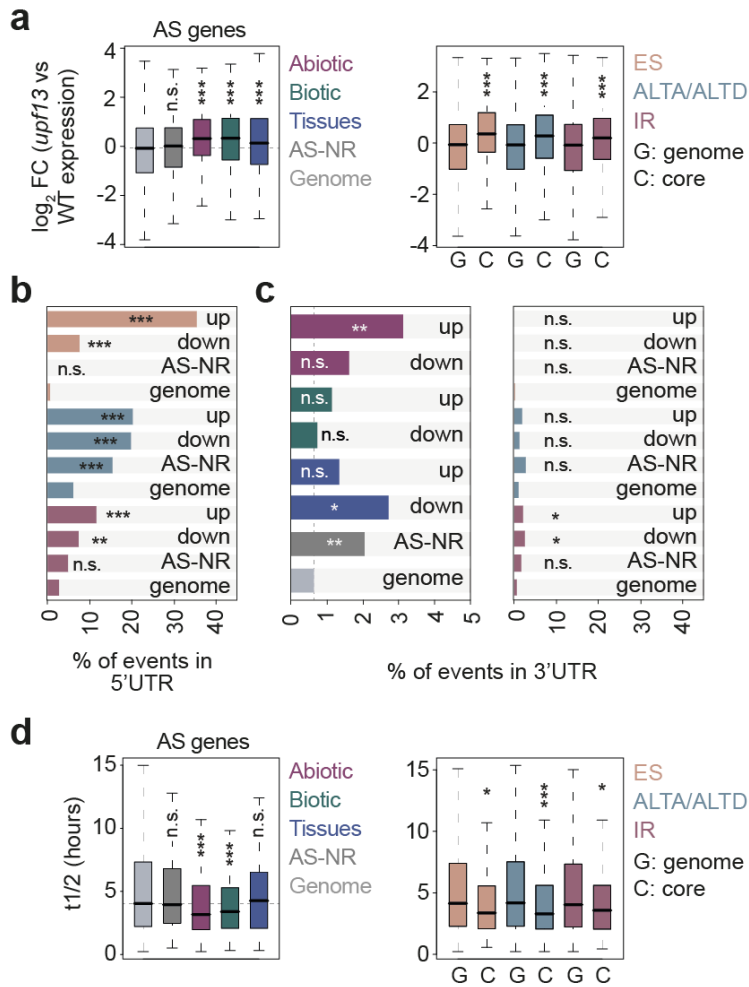 a
AS genes
log2 FC (upf13 vs
WT expression)
4
2
0
-2
-4
n.s.
***
***
***
Abiotic
Biotic
Tissues
AS-NR
Genome
2
0
-2
-4
***
***
***
G C G C G C
ES
ALTA/ALTD
IR
G: genome
C: core
b
*** up
*** down
n.s. AS-NR
genome
*** up
*** down
*** AS-NR
genome
*** up
** down
n.s. AS-NR
genome
0 10 20 30 40
% of events in
5'UTR
c
** up
n.s. down
n.s. up
n.s. down
n.s. up
* down
** AS-NR
genome
0 1 2 3 4 5
n.s. up
n.s. down
n.s. AS-NR
genome
n.s. up
n.s. down
n.s. AS-NR
genome
* up
* down
n.s. AS-NR
genome
0 10 20 30 40
% of events in 3'UTR
d
AS genes
t1/2 (hours)
15
10
5
0
n.s.
***
***
n.s.
Abiotic
Biotic
Tissues
AS-NR
Genome
15
10
5
0
*
***
*
G C G C G C
ES
ALTA/ALTD
IR
G: genome
C: core